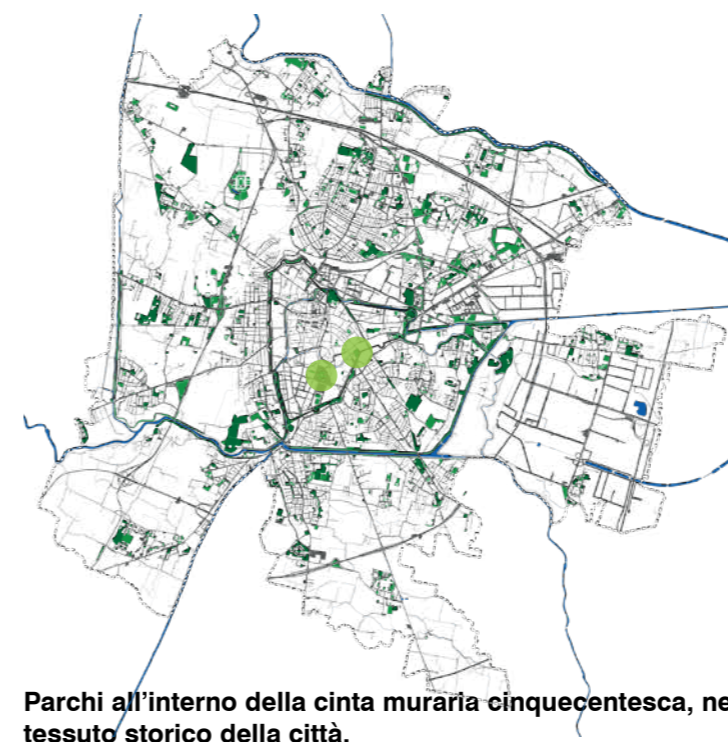 Parchi all'interno della cinta muraria cinquecentesca, ne
tessuto storico della città.